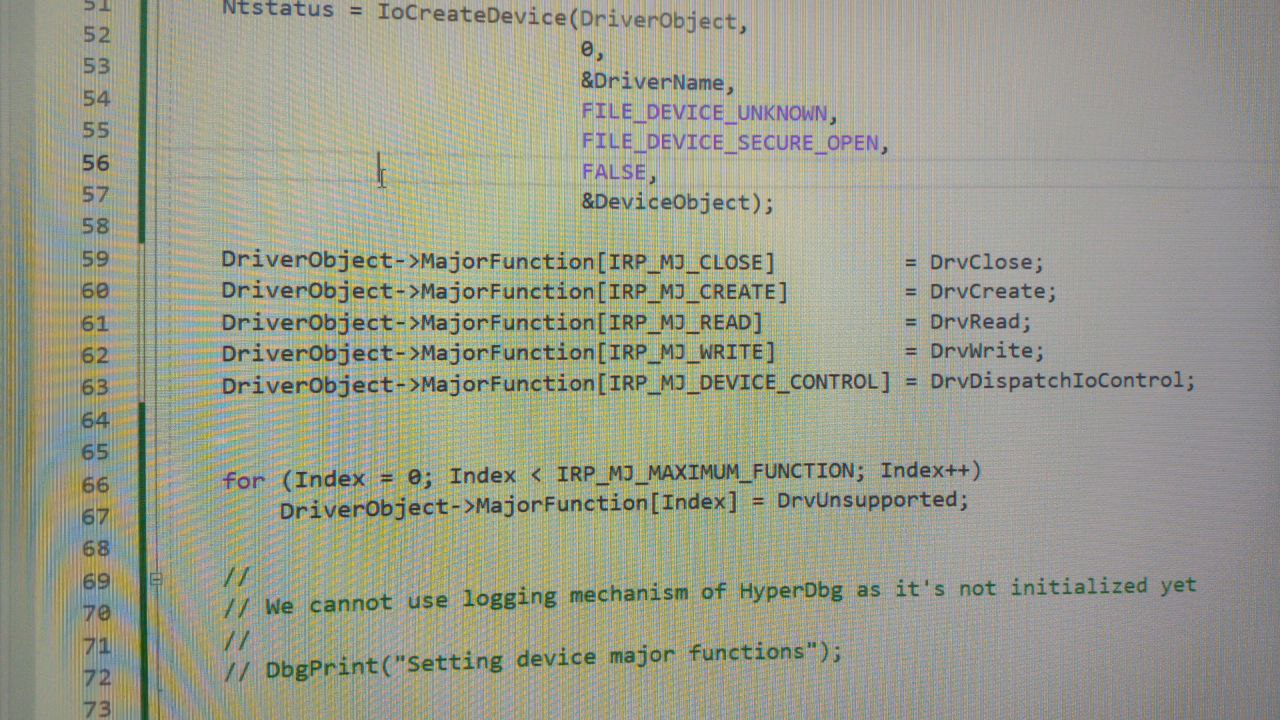 51 Ntstatus = IoCreateDevice(DriverObject,
52 0,
53 &DriverName,
54 FILE_DEVICE_UNKNOWN,
55 FILE_DEVICE_SECURE_OPEN,
56 FALSE,
57 &DeviceObject);
58
59 DriverObject->MajorFunction[IRP_MJ_CLOSE] = DrvClose;
60 DriverObject->MajorFunction[IRP_MJ_CREATE] = DrvCreate;
61 DriverObject->MajorFunction[IRP_MJ_READ] = DrvRead;
62 DriverObject->MajorFunction[IRP_MJ_WRITE] = DrvWrite;
63 DriverObject->MajorFunction[IRP_MJ_DEVICE_CONTROL] = DrvDispatchIoControl;
64
65
66 for (Index = 0; Index < IRP_MJ_MAXIMUM_FUNCTION; Index++)
67 DriverObject->MajorFunction[Index] = DrvUnsupported;
68
69 //
70 // We cannot use logging mechanism of HyperDbg as it's not initialized yet
71 //
72 // DbgPrint("Setting device major functions");
73